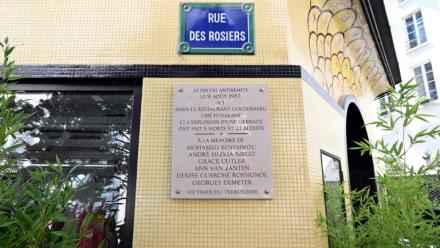 RUE
DES ROSIERS
ATTENTAT ANTISÉMITE
LE 9 AOÛT 1982
ICI
DANS LE RESTAURANT GOLDENBERG
UNE FUSILLADE
ET L'EXPLOSION D'UNE GRENADE
ONT FAIT 6 MORTS ET 22 BLESSÉS
À LA MÉMOIRE DE
MOHAMED BENEMMOU
ANDRÉ HEZKIA NIEGO
GRACE CUTLER
ANN VAN ZANTEN
DENISE GUERCHE ROSSIGNOL
GEORGES DEMETER
VICTIMES DU TERRORISME